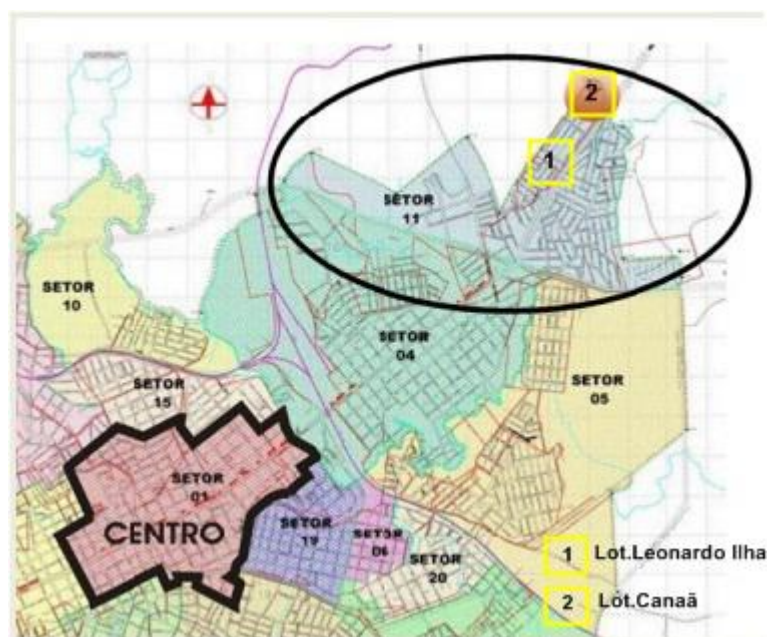 2
1
SETOR
11
SETOR
10
SETOR
04
SETOR
05
SETOR
15
SETOR
01
CENTRO
SETOR
19
SETOR
06
SETOR
20
1 Lot.Leonardo Ilha
2 Lot.Canaã